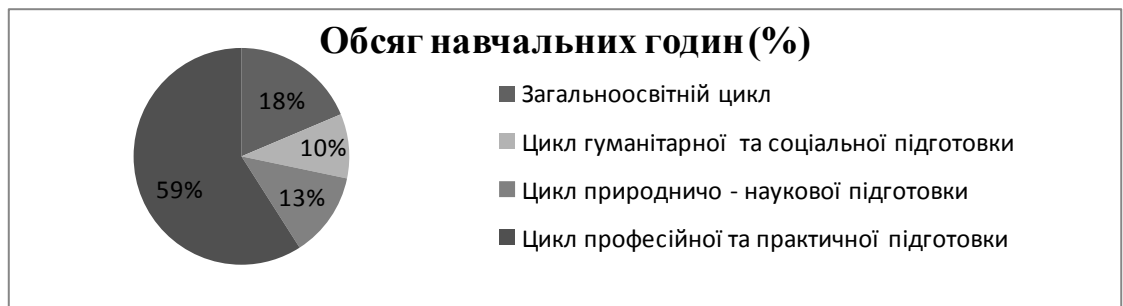 Обсяг навчальних годин (%)
18%
10%
13%
59%
Загальноосвітній цикл
Цикл гуманітарної та соціальної підготовки
Цикл природничо - наукової підготовки
Цикл професійної та практичної підготовки